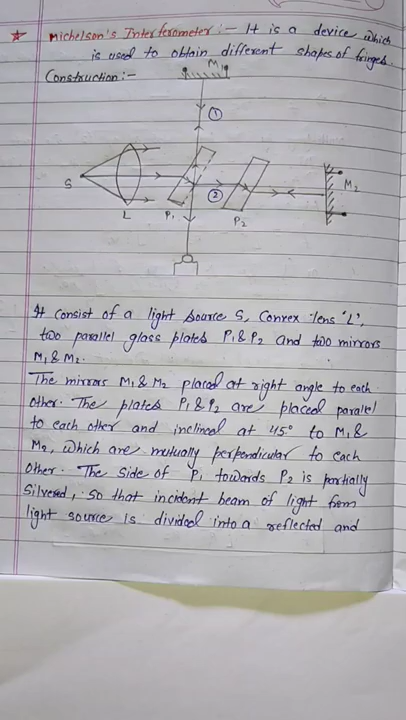 ★ Michelson's Interferometer :- It is a device which
is used to obtain different shapes of fringes.
Construction :-
M₁
①
S
L
P₁
②
P₂
M₂
It consist of a light source S, Convex lens 'L',
two parallel glass plates P₁ & P₂ and two mirrors
M₁ & M₂.
The mirrors M₁ & M₂ placed at right angle to each
other. The plates P₁ & P₂ are placed parallel
to each other and inclined at 45° to M₁ &
M₂, which are mutually perpendicular to each
other. The side of P₁ towards P₂ is partially
Silvered, so that incident beam of light from
light source is divided into a reflected and